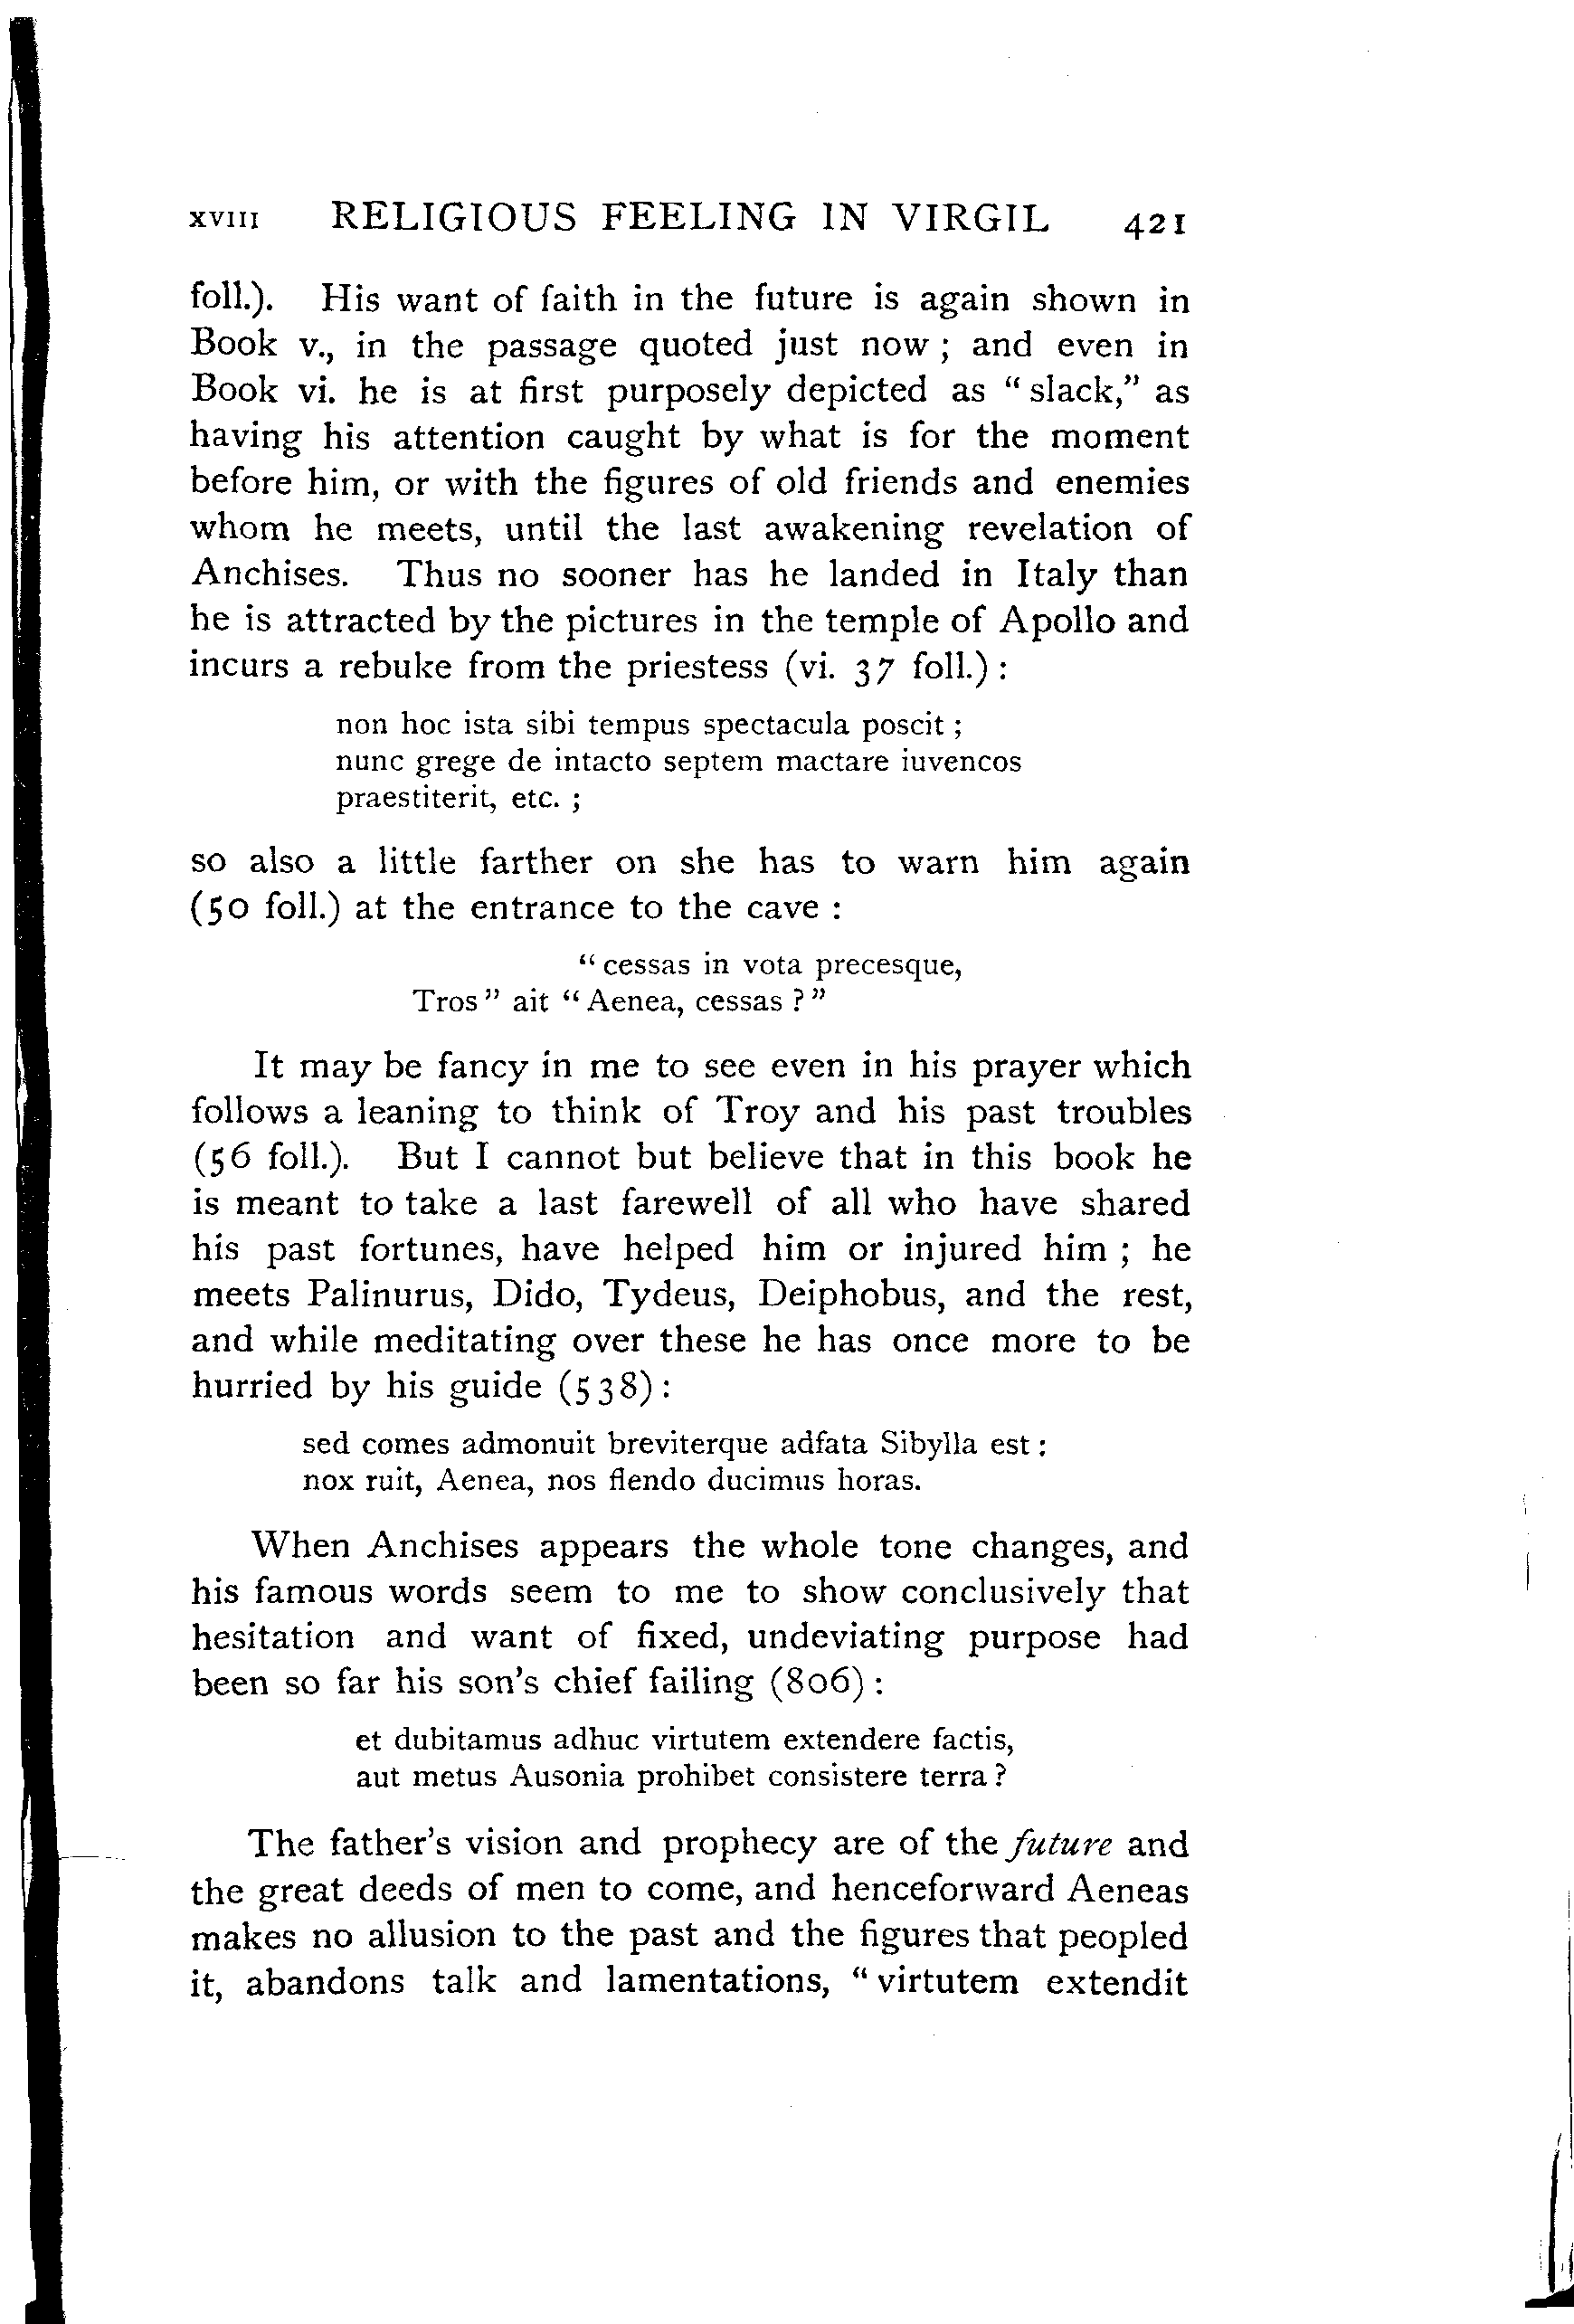 xviii RELIGIOUS FEELING IN VIRGIL 421
foll.). His want of faith in the future is again shown in
Book v., in the passage quoted just now ; and even in
Book vi. he is at first purposely depicted as “ slack,” as
having his attention caught by what is for the moment
before him, or with the figures of old friends and enemies
whom he meets, until the last awakening revelation of
Anchises. Thus no sooner has he landed in Italy than
he is attracted by the pictures in the temple of Apollo and
incurs a rebuke from the priestess (vi. 37 foll.) :
non hoc ista sibi tempus spectacula poscit ;
nunc grege de intacto septem mactare iuvencos
praestiterit, etc. ;
so also a little farther on she has to warn him again
(50 foll.) at the entrance to the cave :
“ cessas in vota precesque,
Tros ” ait “ Aenea, cessas ? ”
It may be fancy in me to see even in his prayer which
follows a leaning to think of Troy and his past troubles
(56 foll.). But I cannot but believe that in this book he
is meant to take a last farewell of all who have shared
his past fortunes, have helped him or injured him ; he
meets Palinurus, Dido, Tydeus, Deiphobus, and the rest,
and while meditating over these he has once more to be
hurried by his guide (538) :
sed comes admonuit breviterque adfata Sibylla est :
nox ruit, Aenea, nos flendo ducimus horas.
When Anchises appears the whole tone changes, and
his famous words seem to me to show conclusively that
hesitation and want of fixed, undeviating purpose had
been so far his son's chief failing (806) :
et dubitamus adhuc virtutem extendere factis,
aut metus Ausonia prohibet consistere terra ?
The father's vision and prophecy are of the future and
the great deeds of men to come, and henceforward Aeneas
makes no allusion to the past and the figures that peopled
it, abandons talk and lamentations, “ virtutem extendit